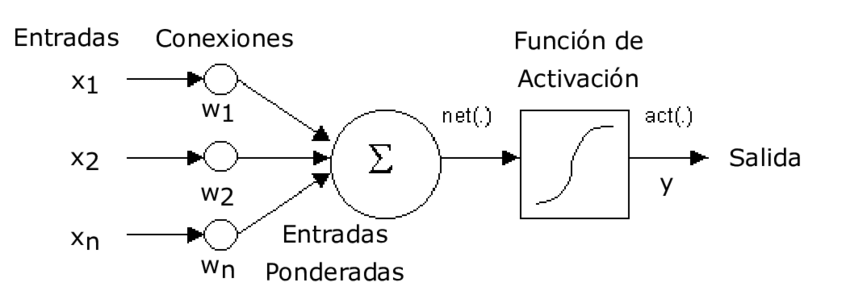 Entradas
Conexiones
Función de
Activación
x1
w1
net(.)
act(.)
x2
w2
Σ
y
Salida
xn
wn
Entradas
Ponderadas